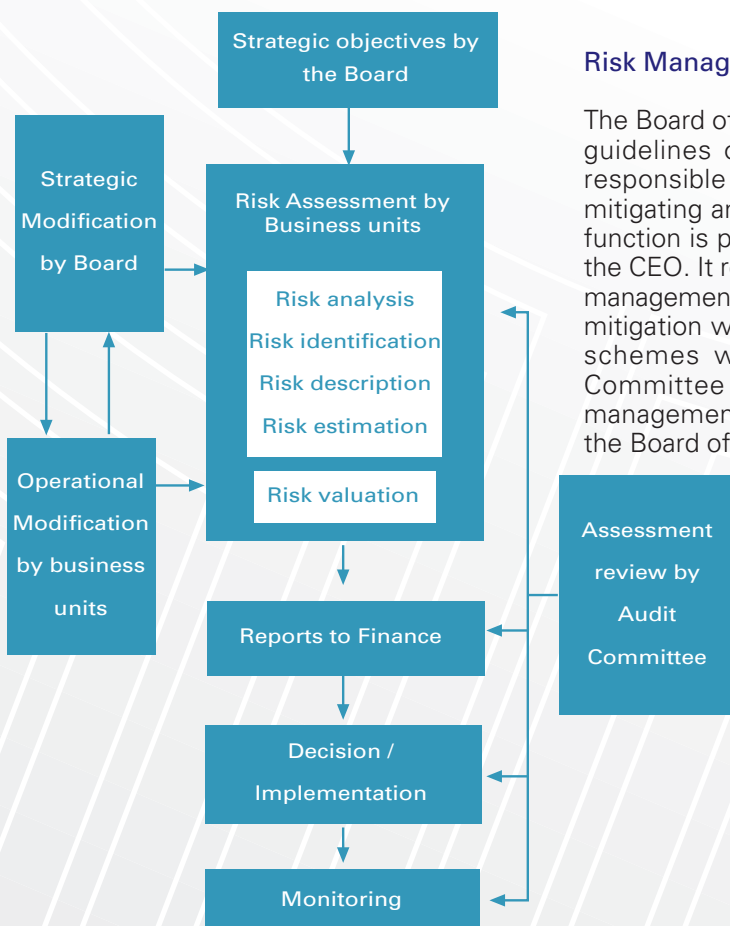 Strategic objectives by
the Board
Strategic
Modification
by Board
Risk Assessment by
Business units
Risk analysis
Risk identification
Risk description
Risk estimation
Risk valuation
Operational
Modification
by business
units
Reports to Finance
Decision /
Implementation
Monitoring
Assessment
review by
Audit
Committee
Risk Manag
The Board of
guidelines
responsible
mitigating an
function is p
the CEO. It r
management
mitigation w
schemes w
Committee
management
the Board of